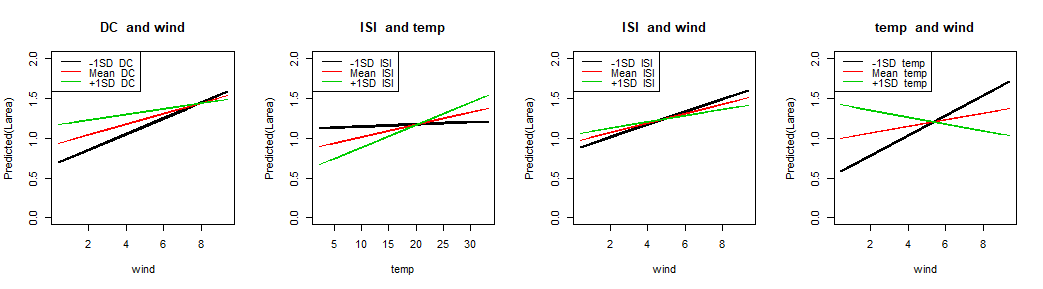 DC and wind
-1SD DC
Mean DC
+1SD DC
Predicted(Larea)
0.0 0.5 1.0 1.5 2.0
2 4 6 8
wind
ISI and temp
-1SD ISI
Mean ISI
+1SD ISI
Predicted(Larea)
0.0 0.5 1.0 1.5 2.0
5 10 15 20 25 30
temp
ISI and wind
-1SD ISI
Mean ISI
+1SD ISI
Predicted(Larea)
0.0 0.5 1.0 1.5 2.0
2 4 6 8
wind
temp and wind
-1SD temp
Mean temp
+1SD temp
Predicted(Larea)
0.0 0.5 1.0 1.5 2.0
2 4 6 8
wind